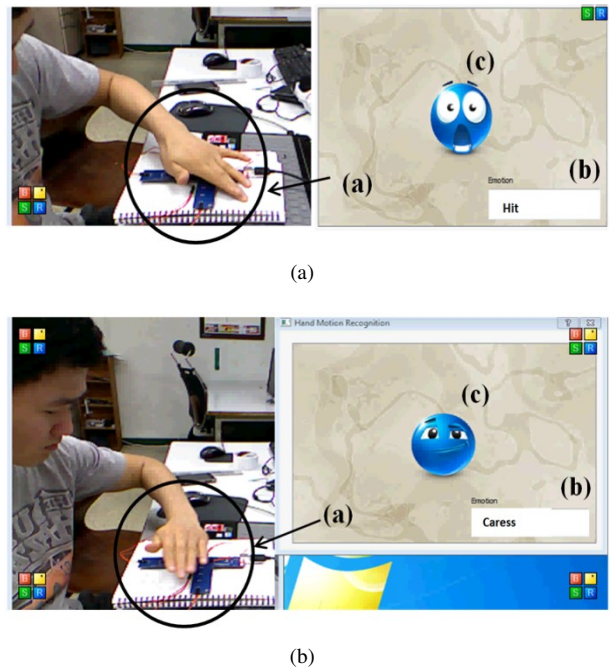 (c)
(a)
Emotion
(b)
Hit
(a)
Hand Motion Recognition
(c)
(a)
Emotion
(b)
Caress
(b)